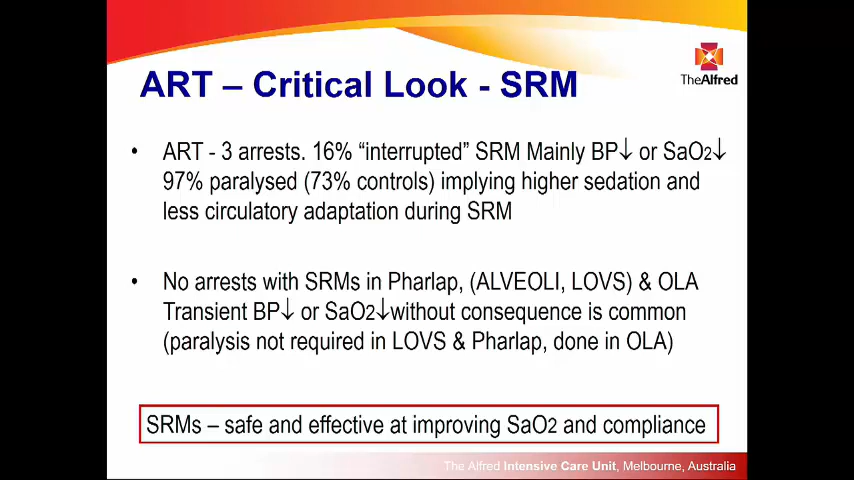 TheAlfred
ART – Critical Look - SRM
• ART - 3 arrests. 16% “interrupted” SRM Mainly BP↓ or SaO2↓
97% paralysed (73% controls) implying higher sedation and
less circulatory adaptation during SRM
• No arrests with SRMs in Pharlap, (ALVEOLI, LOVS) & OLA
Transient BP↓ or SaO2↓without consequence is common
(paralysis not required in LOVS & Pharlap, done in OLA)
SRMs – safe and effective at improving SaO2 and compliance
The Alfred Intensive Care Unit, Melbourne, Australia